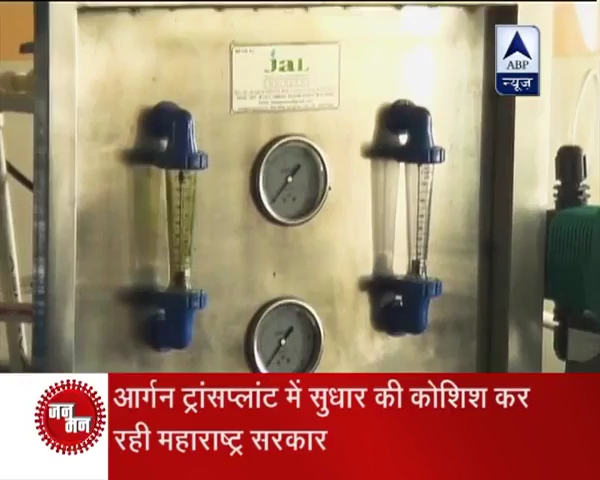 JAL
ABP
न्यूज़
जन
मन
आर्गन ट्रांसप्लांट में सुधार की कोशिश कर
रही महाराष्ट्र सरकार